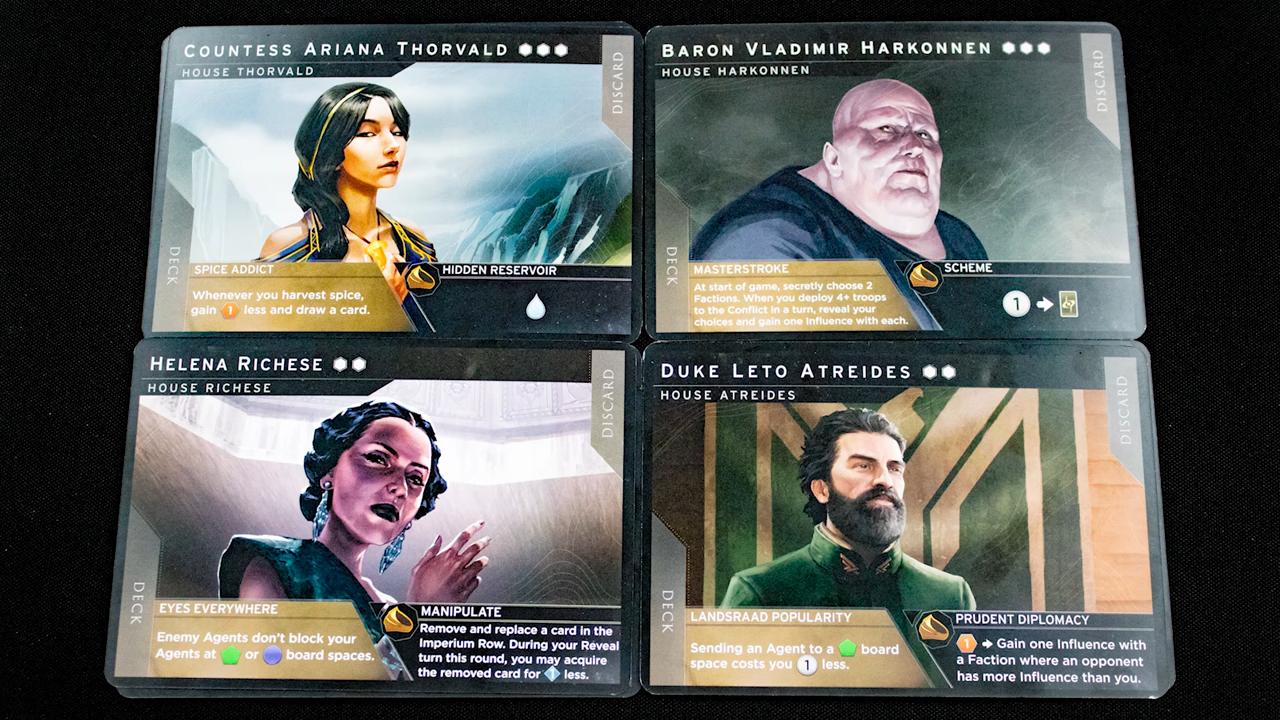 COUNTESS ARIANA THORVALD
HOUSE THORVALD
DISCARD
DECK
SPICE ADDICT
Whenever you harvest spice,
gain 1 less and draw a card.
HIDDEN RESERVOIR
BARON VLADIMIR HARKONNEN
HOUSE HARKONNEN
DISCARD
DECK
MASTERSTROKE
At start of game, secretly choose 2
Factions. When you deploy 4+ troops
to the Conflict in a turn, reveal your
choices and gain one Influence with each.
SCHEME
1
HELENA RICHESE
HOUSE RICHESE
DISCARD
DECK
EYES EVERYWHERE
Enemy Agents don't block your
Agents at or board spaces.
MANIPULATE
Remove and replace a card in the
Imperium Row. During your Reveal
turn this round, you may acquire
the removed card for 1 less.
DUKE LETO ATREIDES
HOUSE ATREIDES
DISCARD
DECK
LANDSRAAD POPULARITY
Sending an Agent to a board
space costs you 1 less.
PRUDENT DIPLOMACY
1 → Gain one Influence with
a Faction where an opponent
has more Influence than you.